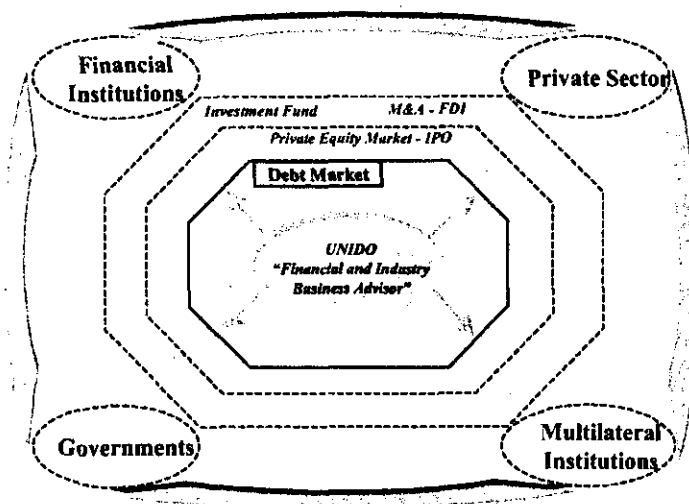 Financial
Institutions
Private Sector
Investment Fund M&A - FDI
Private Equity Market - IPO
Debt Market
UNIDO
"Financial and Industry
Business Advisor"
Governments
Multilateral
Institutions